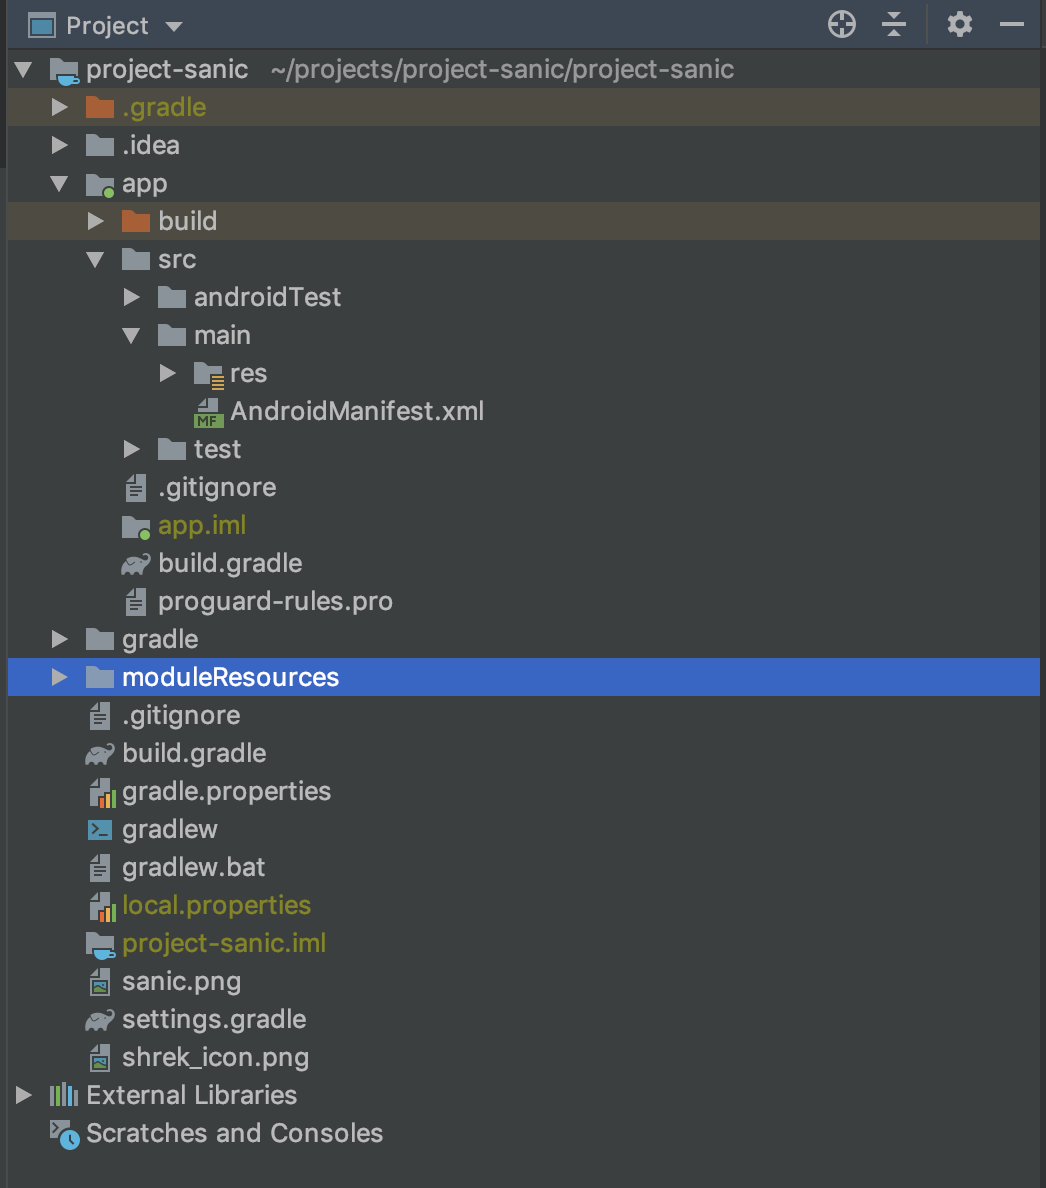 Project
project-sanic ~/projects/project-sanic/project-sanic
.gradle
.idea
app
build
src
androidTest
main
res
MF AndroidManifest.xml
test
.gitignore
app.iml
build.gradle
proguard-rules.pro
gradle
moduleResources
.gitignore
build.gradle
gradle.properties
gradlew
gradlew.bat
local.properties
project-sanic.iml
sanic.png
settings.gradle
shrek_icon.png
External Libraries
Scratches and Consoles